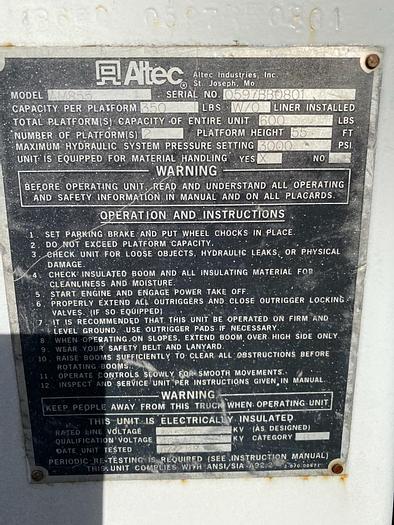 Altec
Altec Industries, Inc.
St. Joseph, Mo.
MODEL AM855 SERIAL NO. 0597BB0801
CAPACITY PER PLATFORM 350 LBS W/O LINER INSTALLED
TOTAL PLATFORM(S) CAPACITY OF ENTIRE UNIT 600 LBS
NUMBER OF PLATFORM(S) 2 PLATFORM HEIGHT 55 FT
MAXIMUM HYDRAULIC SYSTEM PRESSURE SETTING 3000 PSI
UNIT IS EQUIPPED FOR MATERIAL HANDLING YES X NO
WARNING
BEFORE OPERATING UNIT, READ AND UNDERSTAND ALL OPERATING
AND SAFETY INFORMATION IN MANUAL AND ON ALL PLAGARDS.
OPERATION AND INSTRUCTIONS
1. SET PARKING BRAKE AND PUT WHEEL CHOCKS IN PLACE.
2. DO NOT EXCEED PLATFORM CAPACITY.
3. CHECK UNIT FOR LOOSE OBJECTS, HYDRAULIC LEAKS, OR PHYSICAL
DAMAGE.
4. CHECK INSULATED BOOM AND ALL INSULATING MATERIAL FOR
CLEANLINESS AND MOISTURE.
5. START ENGINE AND ENGAGE POWER TAKE OFF.
6. PROPERLY EXTEND ALL OUTRIGGERS AND CLOSE OUTRIGGER LOCKING
VALVES. (IF SO EQUIPPED)
7. IT IS RECOMMENDED THAT THIS UNIT BE OPERATED ON FIRM AND
LEVEL GROUND. USE OUTRIGGER PADS IF NECESSARY.
8. WHEN OPERATING ON SLOPES, EXTEND BOOM OVER HIGH SIDE ONLY.
9. WEAR YOUR SAFETY BELT AND LANYARD.
10. RAISE BOOMS SUFFICIENTLY TO CLEAR ALL OBSTRUCTIONS BEFORE
ROTATING BOOMS.
11. OPERATE CONTROLS SLOWLY FOR SMOOTH MOVEMENTS.
12. INSPECT AND SERVICE UNIT PER INSTRUCTIONS GIVEN IN MANUAL
WARNING
KEEP PEOPLE AWAY FROM THIS TRUCK WHEN OPERATING UNIT
THIS UNIT IS ELECTRICALLY INSULATED
RATED LINE VOLTAGE KV (AS DESIGNED)
QUALIFICATION VOLTAGE KV CATEGORY
DATE UNIT TESTED
PERIODIC RE-TESTING IS REQUIRED (SEE INSTRUCTION MANUAL)
THIS UNIT COMPLIES WITH ANSI/SIA A92.2